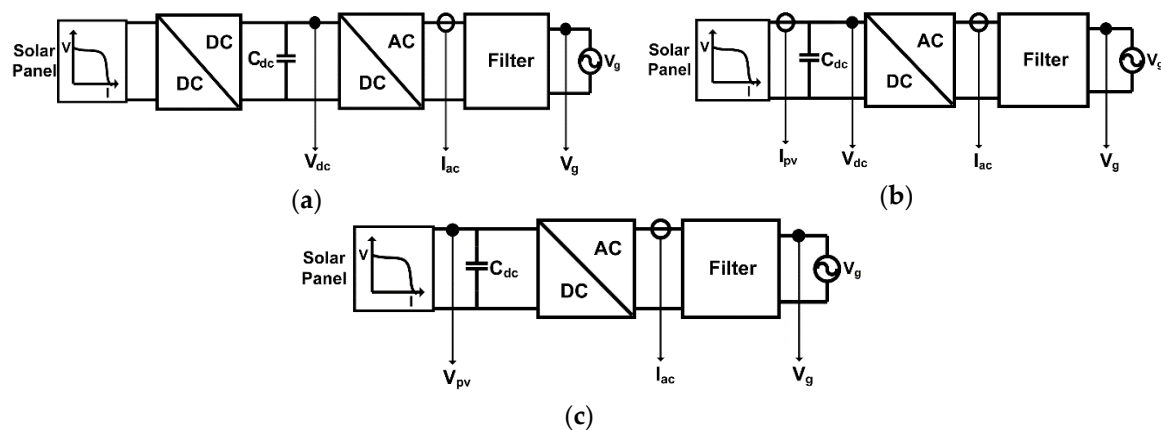 Solar
Panel
V
I
DC
DC
Cdc
AC
DC
Filter
Vg
Vdc
Iac
Vg
(a)
Solar
Panel
V
I
Cdc
AC
DC
Filter
Vg
Ipv
Vdc
Iac
Vg
(b)
Solar
Panel
V
I
Cdc
AC
DC
Filter
Vg
Vpv
Iac
Vg
(c)